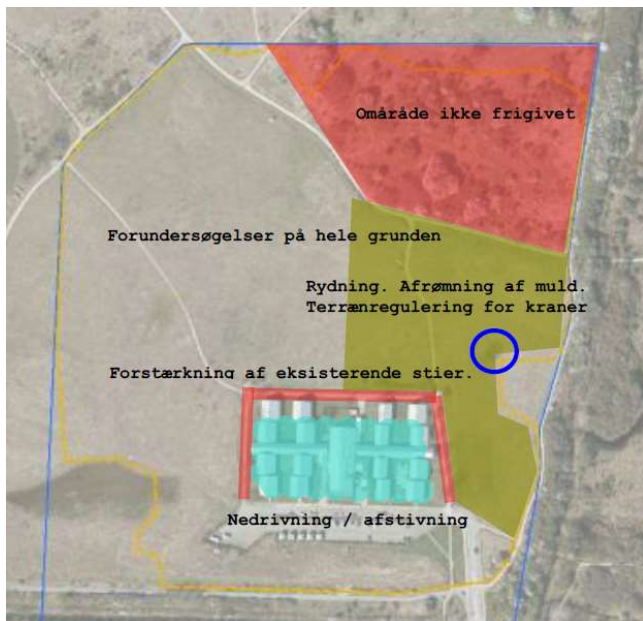 Omåråde ikke frigivet
Forundersøgelser på hele grunden
Rydning. Afrømning af muld.
Terrænregulering for kraner
Forstærkning af eksisterende stier.
Nedrivning / afstivning